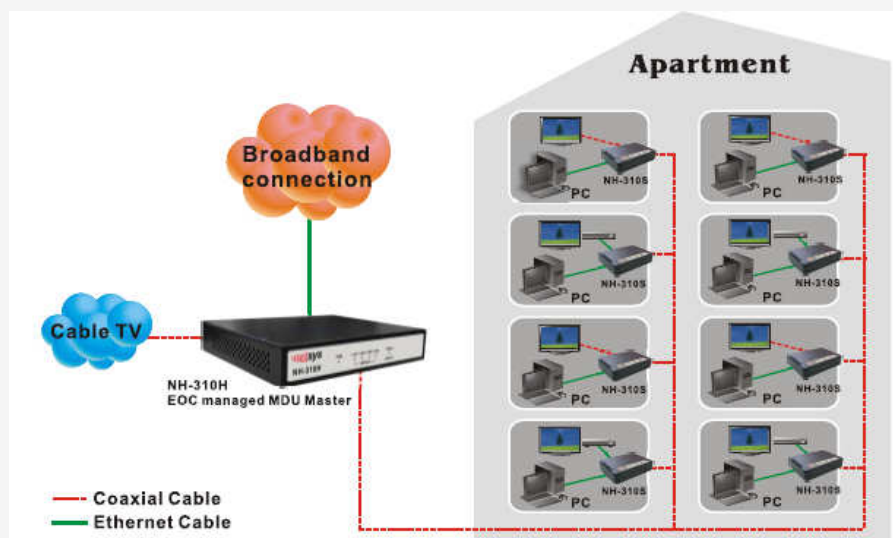 Apartment
Broadband
connection
Cable TV
NH-310H
NH-310H
EOC managed MDU Master
NH-310S
PC
NH-310S
PC
NH-310S
PC
NH-310S
PC
NH-310S
PC
NH-310S
PC
NH-310S
PC
NH-310S
PC
Coaxial Cable
Ethernet Cable